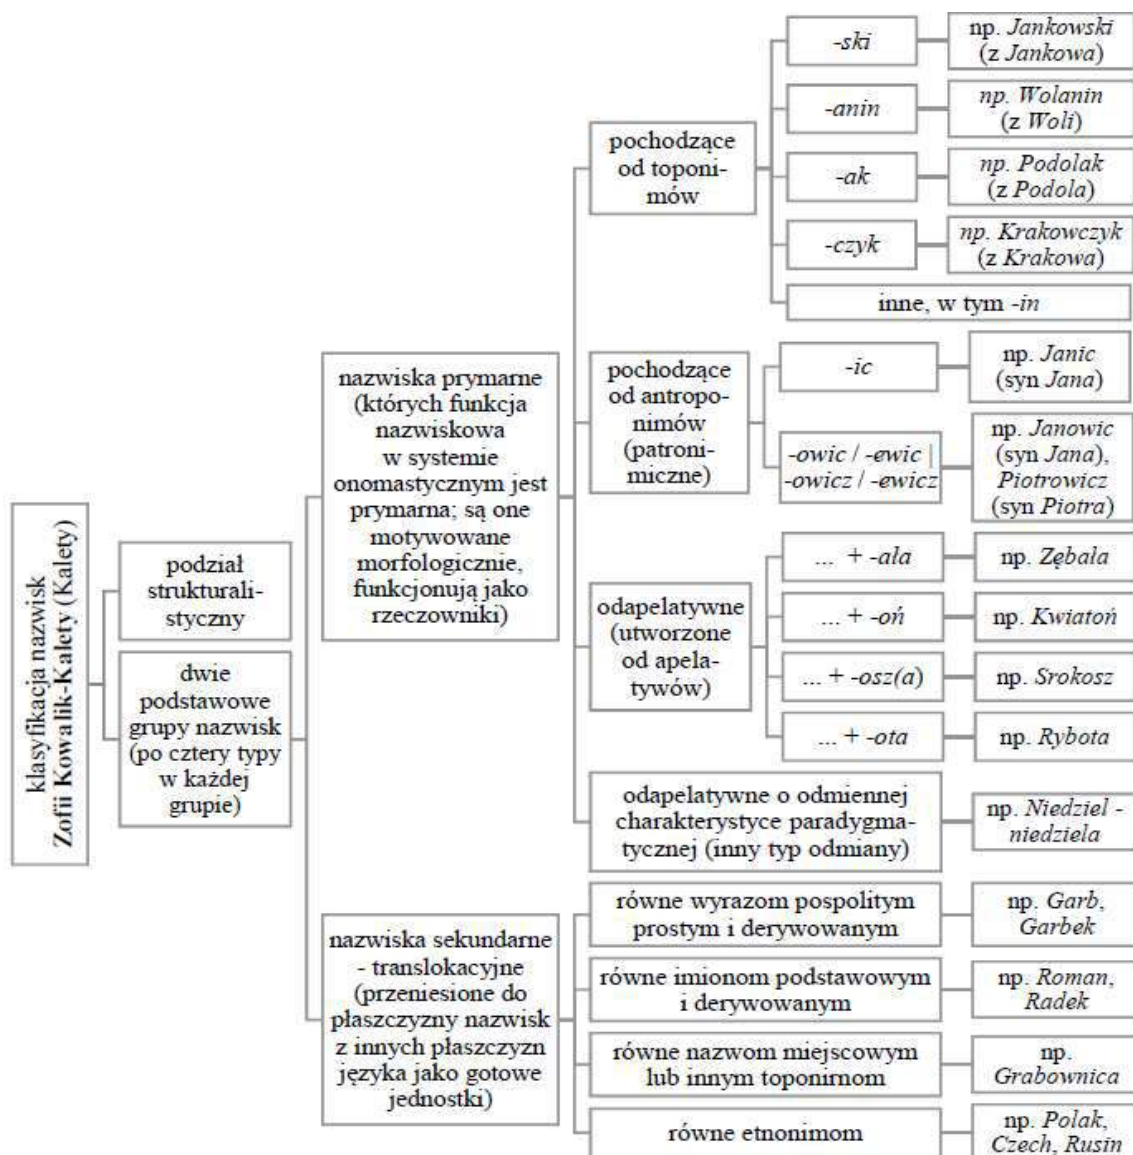 klasyfikacja nazwisk
Zofii Kowalik-Kalety (Kalety)
podział
strukturali-
styczny
dwie
podstawowe
grupy nazwisk
(po cztery typy
w każdej
grupie)
nazwiska prymarne
(których funkcja
nazwiskowa
w systemie
onomastycznym jest
prymarna; są one
motywowane
morfologicznie,
funkcjonują jako
rzeczowniki)
pochodzące
od toponi-
mów
-ski
np. Jankowski
(z Jankowa)
-anin
np. Wolanin
(z Woli)
-ak
np. Podolak
(z Podola)
-czyk
np. Krakowczyk
(z Krakowa)
inne, w tym -in
pochodzące
od antropo-
nimów
(patroni-
miczne)
-ic
np. Janic
(syn Jana)
-owic / -ewic |
-owicz / -ewicz
np. Janowic
(syn Jana),
Piotrowicz
(syn Piotra)
odapelatywne
(utworzone
od apela-
tywów)
... + -ała
np. Zębała
... + -oń
np. Kwiatoń
... + -osz(a)
np. Srokosz
... + -ota
np. Rybota
odapelatywne o odmiennej
charakterystyce paradygma-
tycznej (inny typ odmiany)
np. Niedziel -
niedziela
nazwiska sekundarne
- translokacyjne
(przeniesione do
płaszczyzny nazwisk
z innych płaszczyzn
języka jako gotowe
jednostki)
równe wyrazom pospolitym
prostym i derywowanym
np. Garb,
Garbek
równe imionom podstawowym
i derywowanym
np. Roman,
Radek
równe nazwom miejscowym
lub innym toponirnom
np.
Grabownica
równe etnonimom
np. Polak,
Czech, Rusin